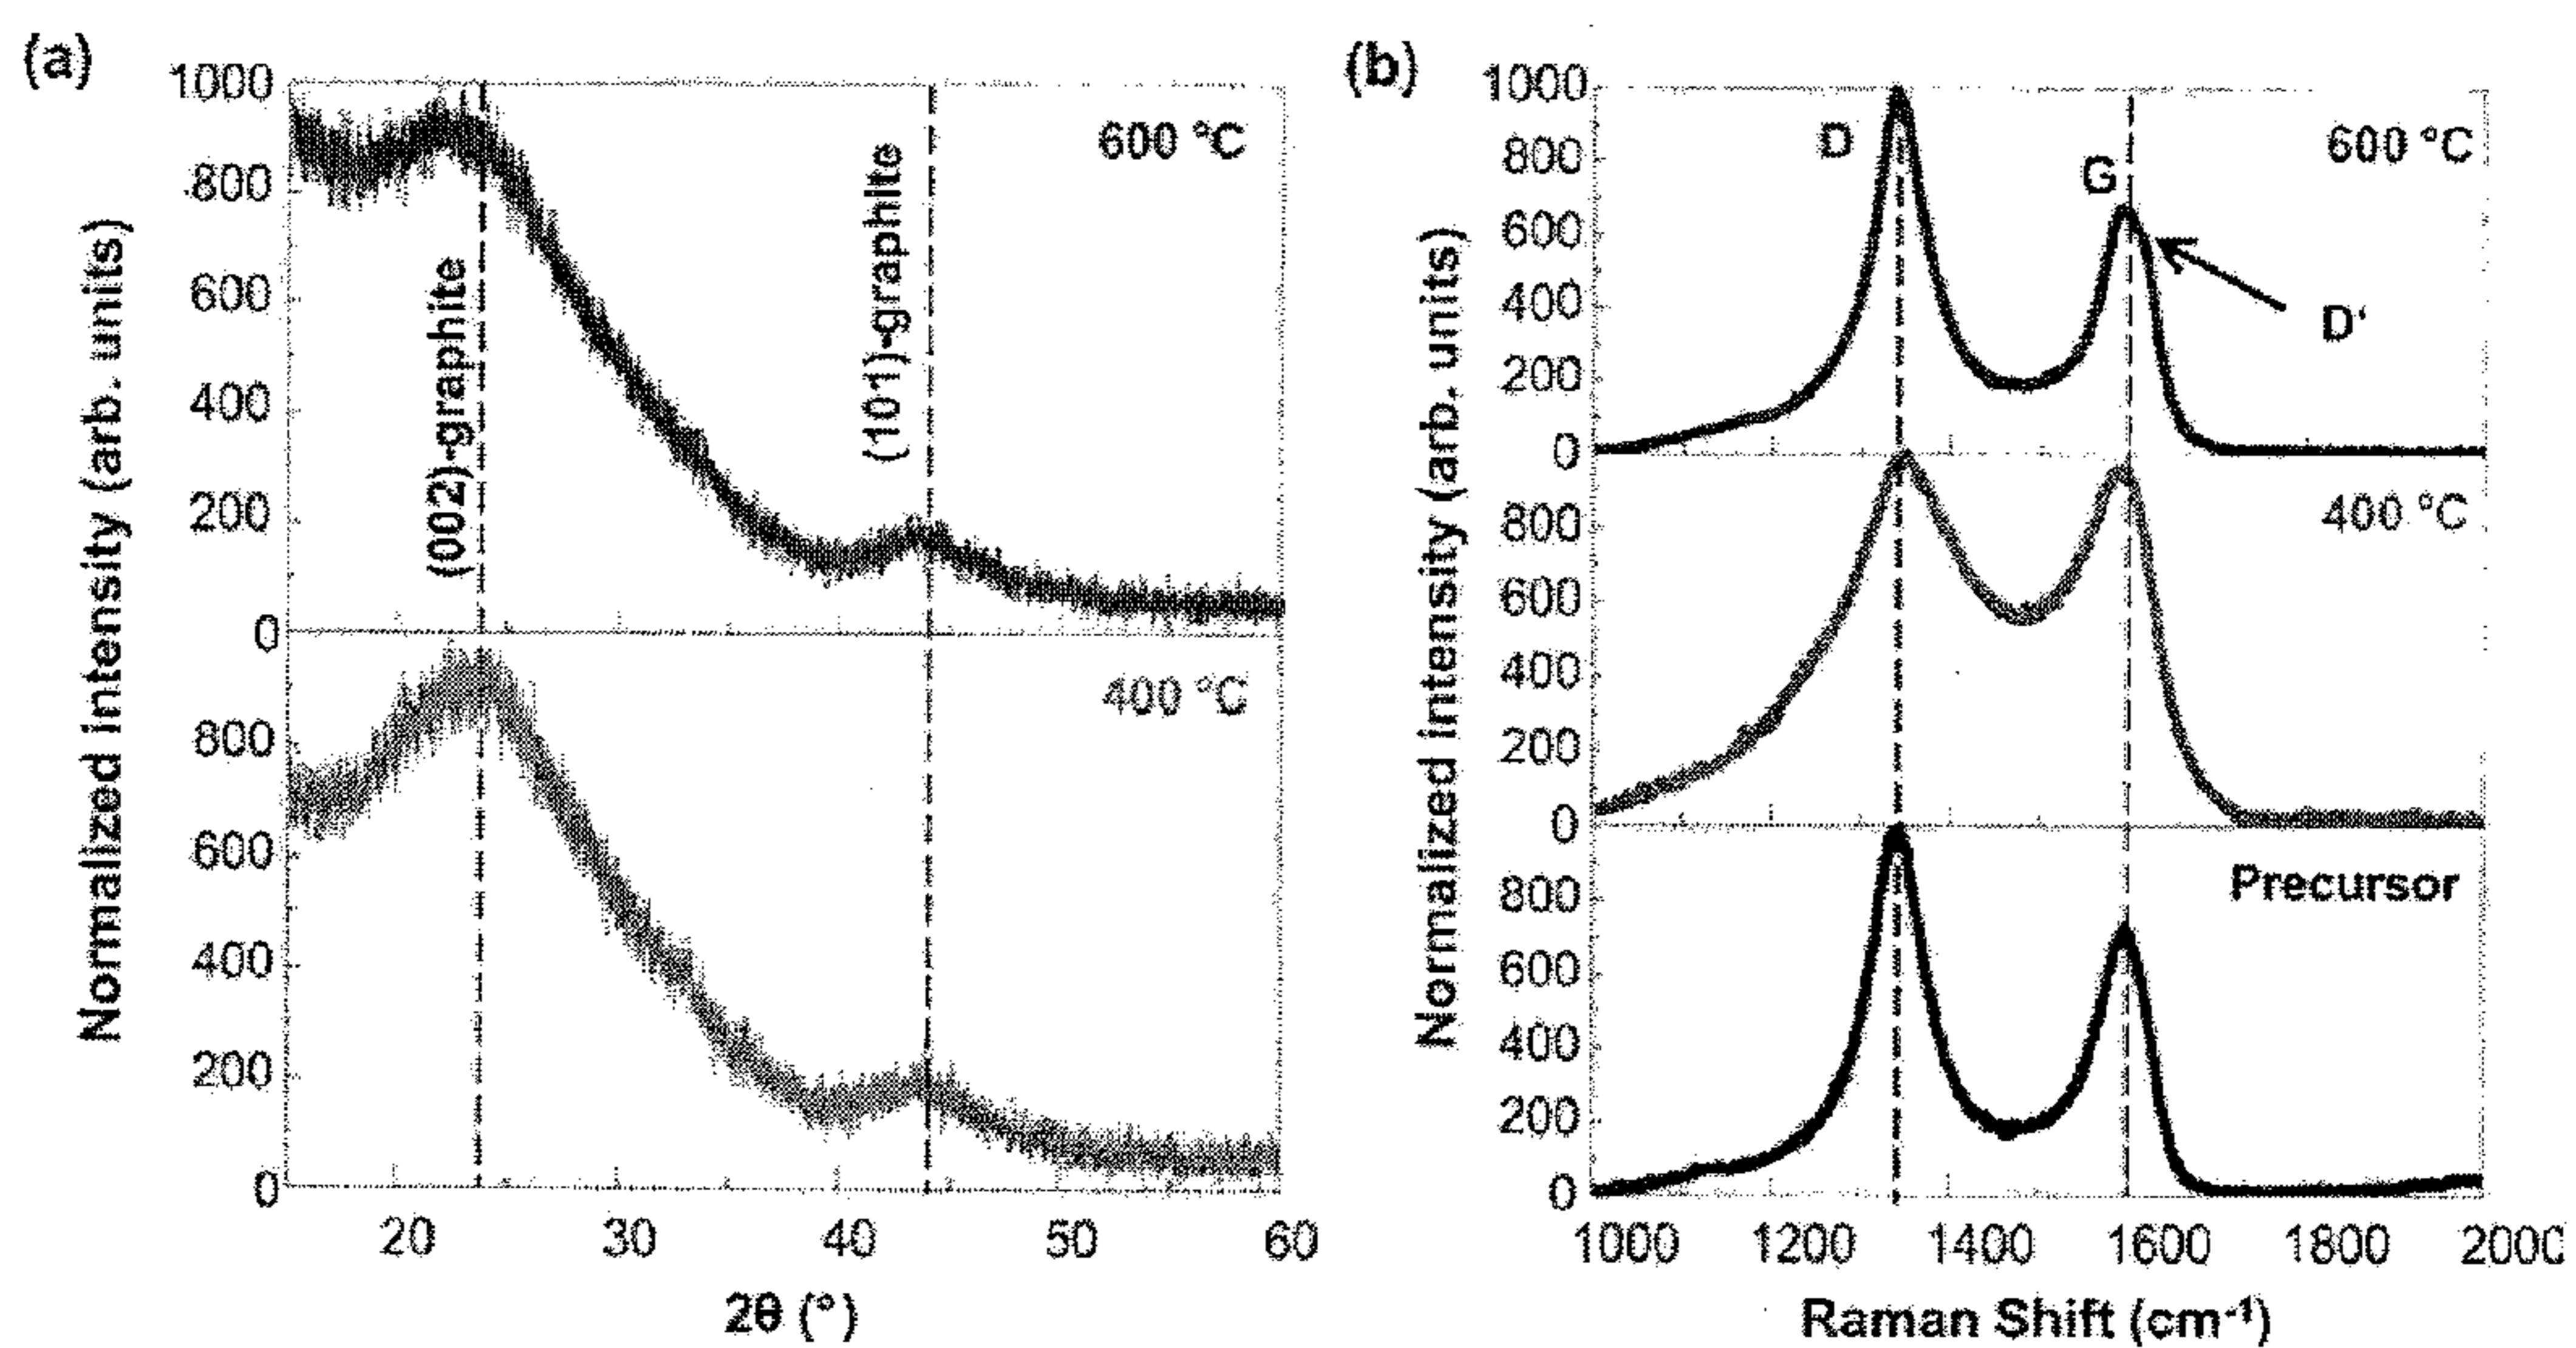 (a)
Normalized intensity (arb. units)
1000
800
600
400
200
0
800
600
400
200
0
600 °C
(002)-graphite
(101)-graphite
400 °C
20 30 40 50 60
2θ (°)
(b)
Normalized intensity (arb. units)
1000
800
600
400
200
0
800
600
400
200
0
800
600
400
200
0
D
G
D'
600 °C
400 °C
Precursor
1000 1200 1400 1600 1800 2000
Raman Shift (cm⁻¹)